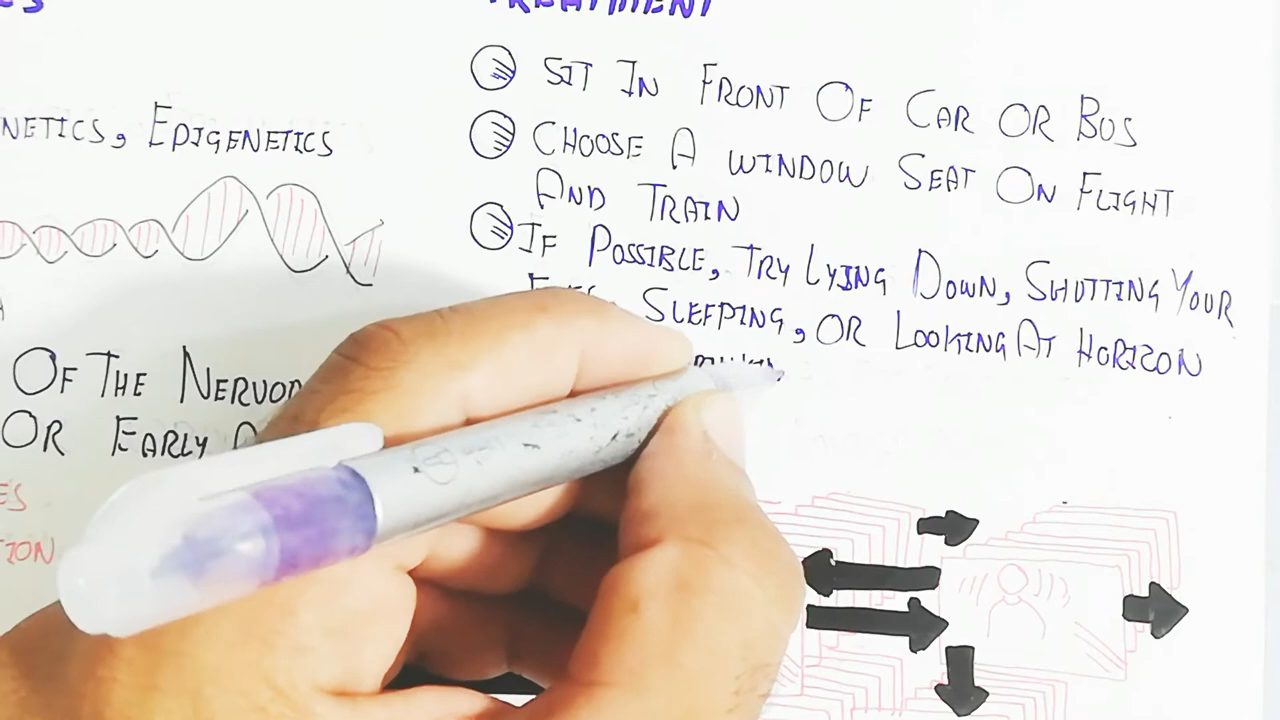 TREATMENT
SIT IN FRONT OF CAR OR BUS
CHOOSE A WINDOW SEAT ON FLIGHT
AND TRAIN
IF POSSIBLE, TRY LYING DOWN, SHUTTING YOUR
SLEEPING, OR LOOKING AT HORIZON
NETICS, EPIGENETICS
OF THE NERVO
OR EARLY
ES
TION